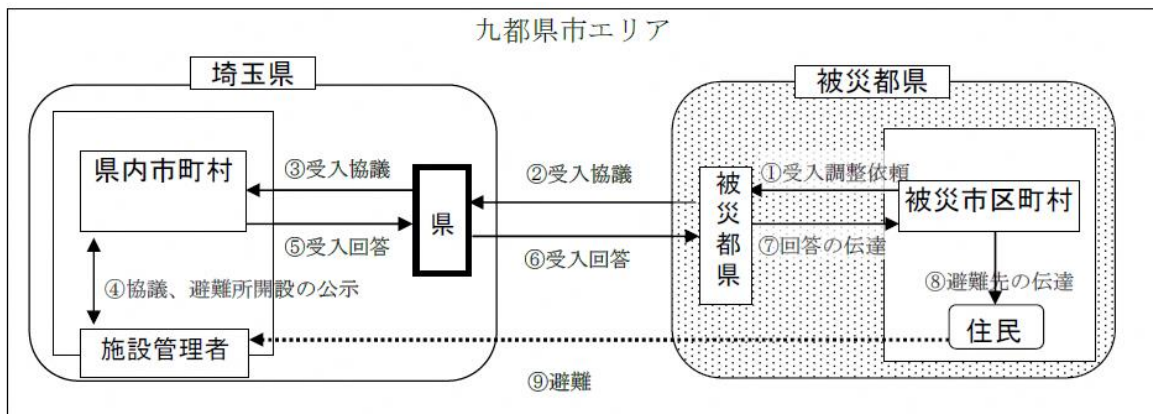 九都県市エリア
埼玉県
被災都県
県内市町村
③受入協議
県
②受入協議
被災都県
①受入調整依頼
被災市区町村
⑤受入回答
⑥受入回答
⑦回答の伝達
④協議、避難所開設の公示
⑧避難先の伝達
施設管理者
住民
⑨避難